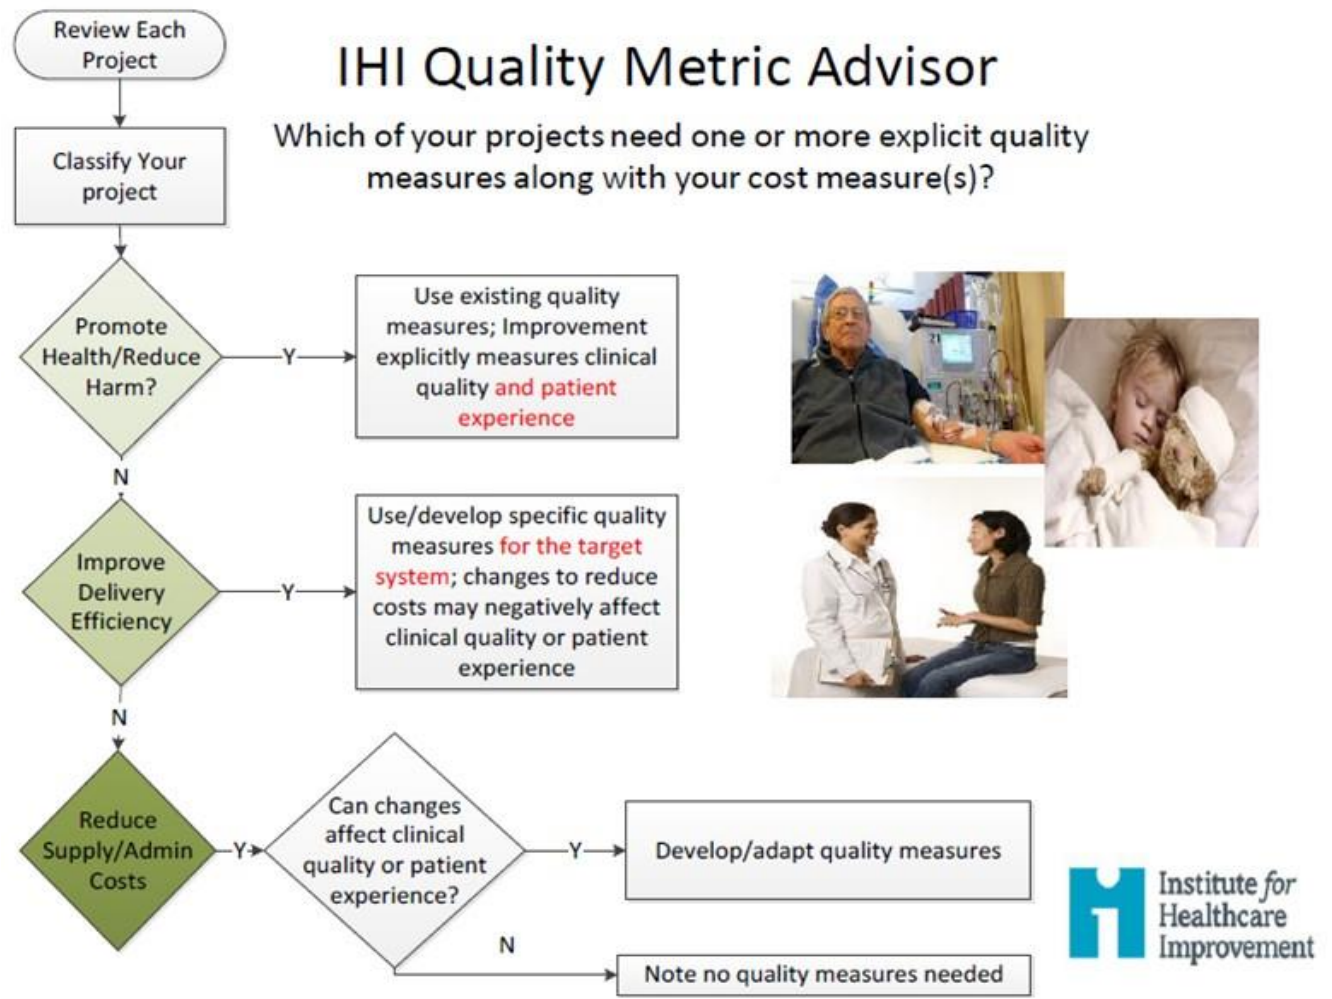 Review Each
Project
IHI Quality Metric Advisor
Which of your projects need one or more explicit quality
measures along with your cost measure(s)?
Classify Your
project
Promote
Health/Reduce
Harm?
Y
Use existing quality
measures; Improvement
explicitly measures clinical
quality and patient
experience
21
N
Improve
Delivery
Efficiency
Y
Use/develop specific quality
measures for the target
system; changes to reduce
costs may negatively affect
clinical quality or patient
experience
N
Reduce
Supply/Admin
Costs
Y
Can changes
affect clinical
quality or patient
experience?
Y
Develop/adapt quality measures
N
Note no quality measures needed
Institute for
Healthcare
Improvement